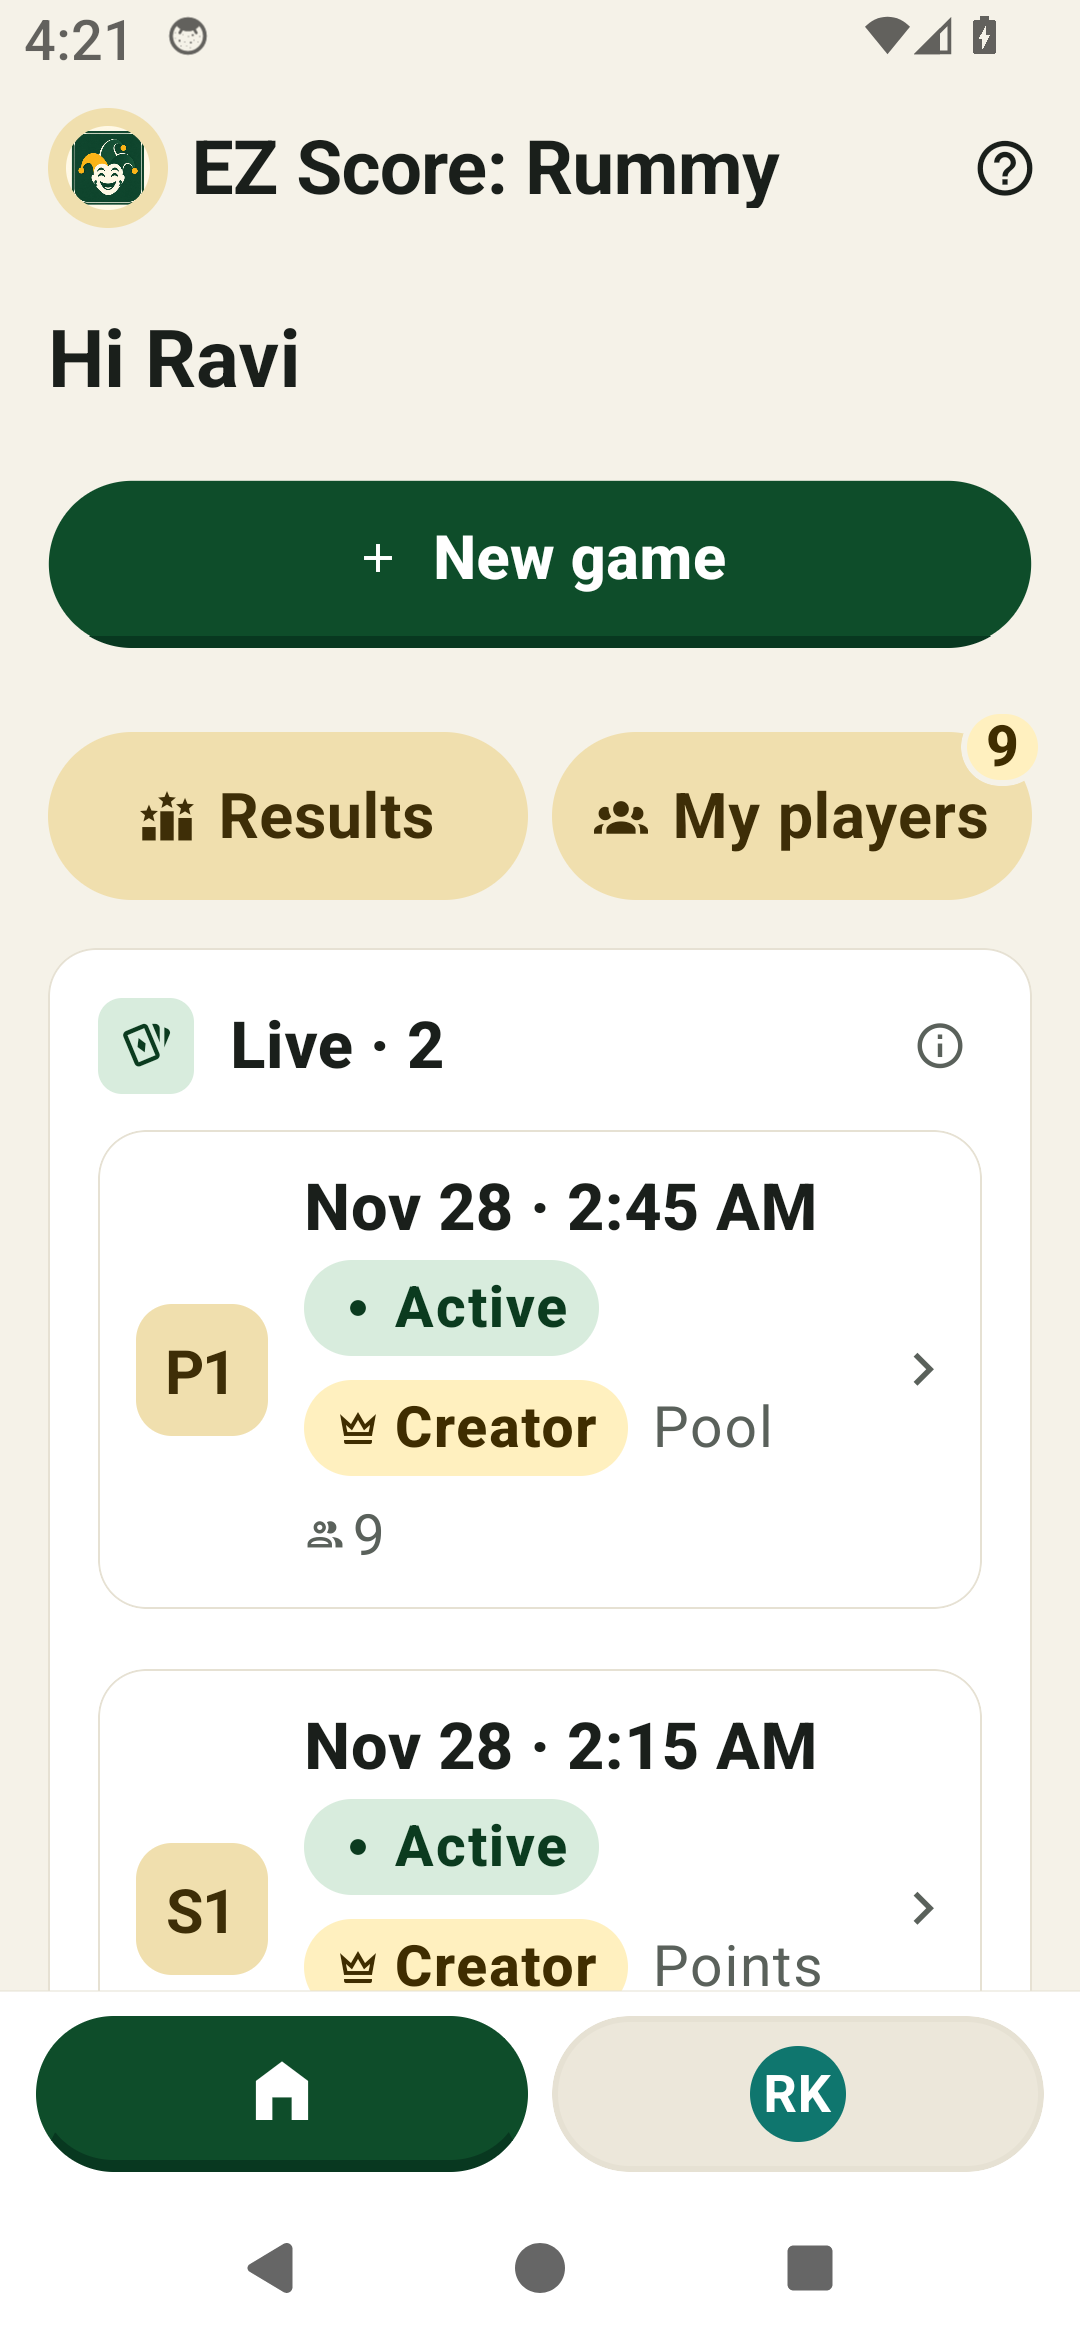 4:21
EZ Score: Rummy
Hi Ravi
+ New game
Results
My players
9
Live · 2
Nov 28 · 2:45 AM
• Active
P1
Creator Pool
9
Nov 28 · 2:15 AM
• Active
S1
Creator Points
RK